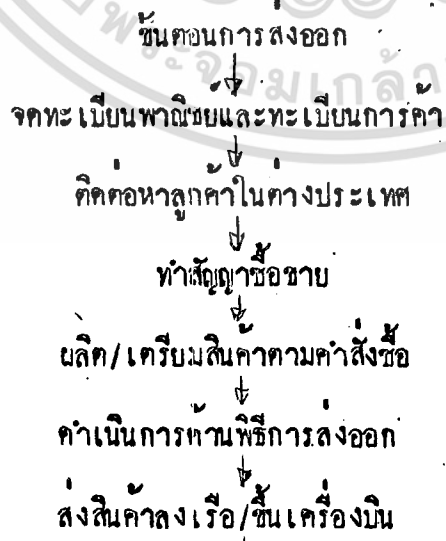 ขั้นตอนการส่งออก
จดทะเบียนพาณิชย์และทะเบียนการค้า
ติดต่อหาลูกค้าในต่างประเทศ
ทำสัญญาซื้อขาย
ผลิต/เตรียมสินค้าตามคำสั่งซื้อ
ดำเนินการด้านพิธีการส่งออก
ส่งสินค้าลงเรือ/ขึ้นเครื่องบิน